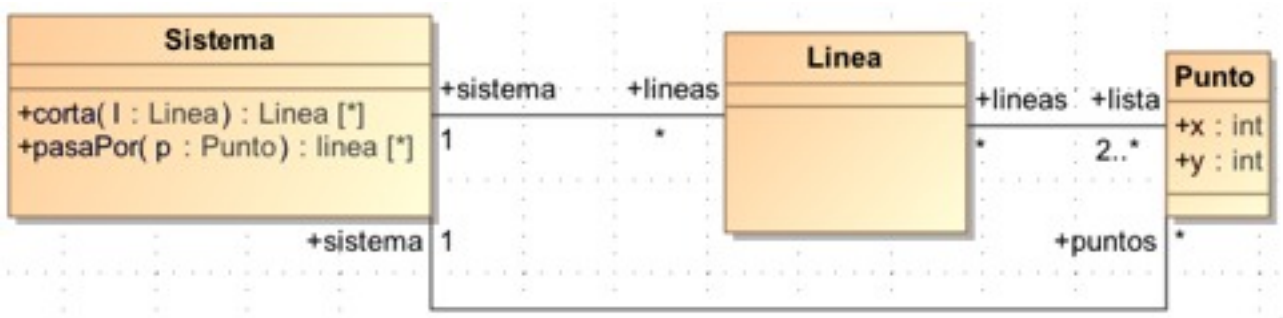 Sistema
+corta( l : Linea) : Linea [*]
+pasaPor( p : Punto) : linea [*]
+sistema
1
+lineas
*
Linea
+lineas
*
+lista
2..*
Punto
+x : int
+y : int
+sistema
1
+puntos
*